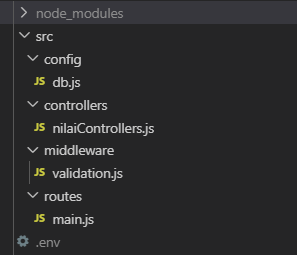 node_modules
src
config
JS db.js
controllers
JS nilaiControllers.js
middleware
JS validation.js
routes
JS main.js
.env